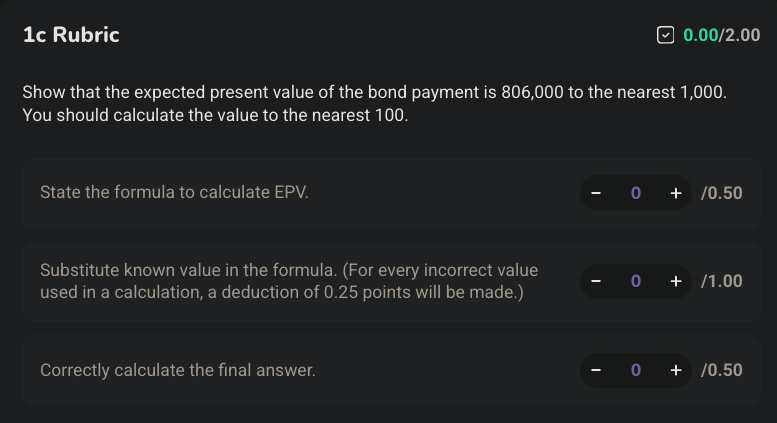 1c Rubric
0.00/2.00
Show that the expected present value of the bond payment is 806,000 to the nearest 1,000.
You should calculate the value to the nearest 100.
State the formula to calculate EPV.
− 0 + /0.50
Substitute known value in the formula. (For every incorrect value
used in a calculation, a deduction of 0.25 points will be made.)
− 0 + /1.00
Correctly calculate the final answer.
− 0 + /0.50